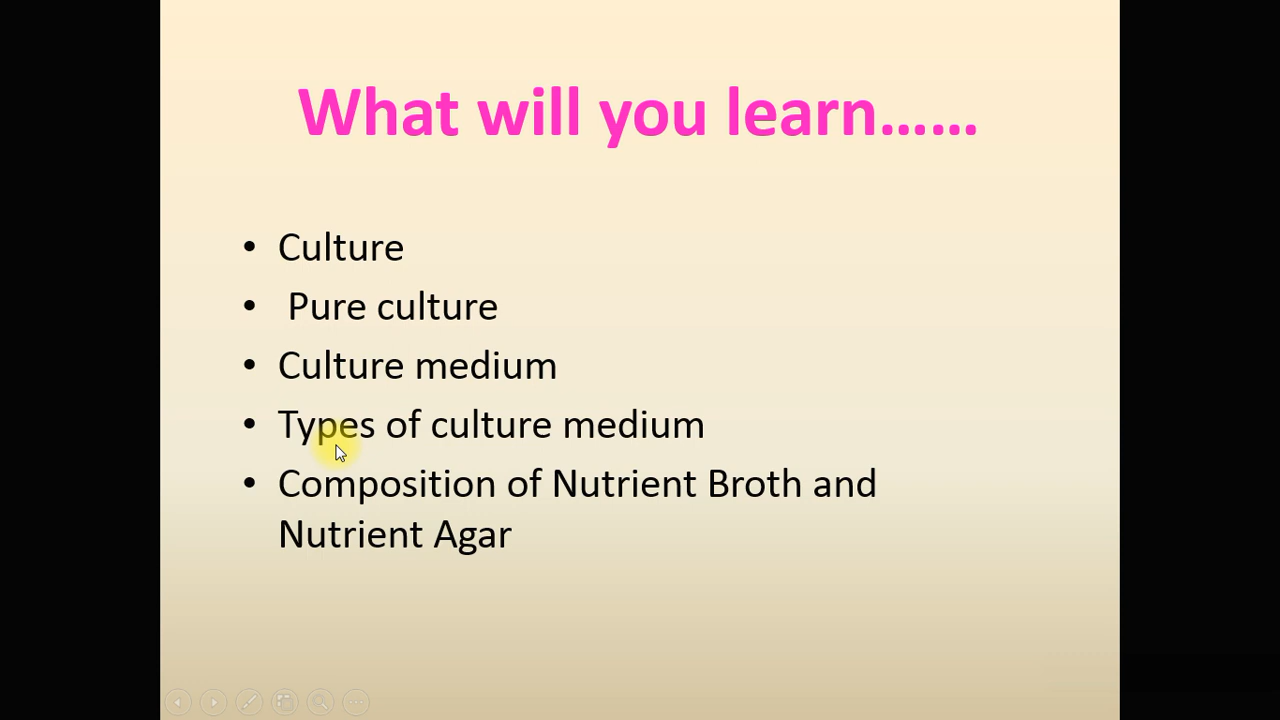 What will you learn......
• Culture
• Pure culture
• Culture medium
• Types of culture medium
• Composition of Nutrient Broth and
Nutrient Agar